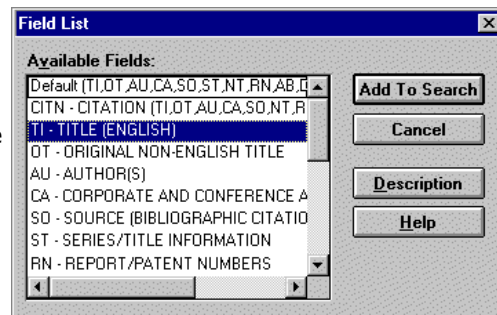 Field List
Available Fields:
Default (TI,OT,AU,CA,SO,ST,NT,RN,AB,
CITN - CITATION (TI,OT,AU,CA,SO,NT,R
TI - TITLE (ENGLISH)
OT - ORIGINAL NON-ENGLISH TITLE
AU - AUTHOR(S)
CA - CORPORATE AND CONFERENCE A
SO - SOURCE (BIBLIOGRAPHIC CITATIO
ST - SERIES/TITLE INFORMATION
RN - REPORT/PATENT NUMBERS
Add To Search
Cancel
Description
Help